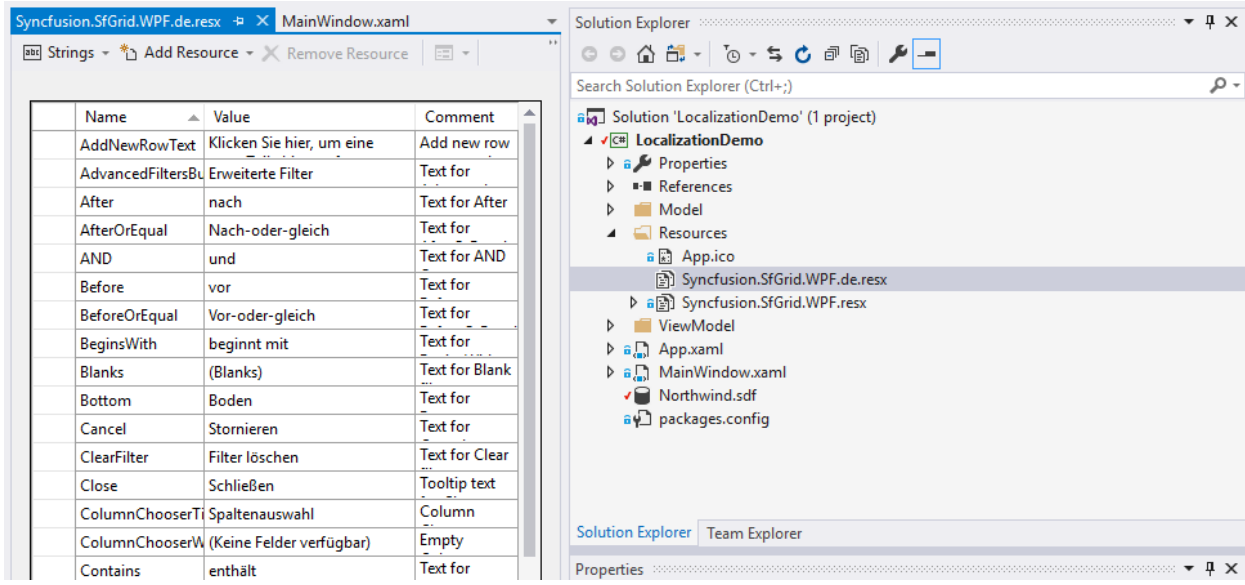 Syncfusion.SfGrid.WPF.de.resx
MainWindow.xaml
Strings
Add Resource
Remove Resource
Name Value Comment
AddNewRowText Klicken Sie hier, um eine Add new row
AdvancedFiltersBu Erweiterte Filter Text for
After nach Text for After
AfterOrEqual Nach-oder-gleich Text for
AND und Text for AND
Before vor Text for
BeforeOrEqual Vor-oder-gleich Text for
BeginsWith beginnt mit Text for
Blanks (Blanks) Text for Blank
Bottom Boden Text for
Cancel Stornieren Text for
ClearFilter Filter löschen Text for Clear
Close Schließen Tooltip text
ColumnChooserTi Spaltenauswahl Column
ColumnChooserW (Keine Felder verfügbar) Empty
Contains enthält Text for
Solution Explorer
Search Solution Explorer (Ctrl+;)
Solution 'LocalizationDemo' (1 project)
C# LocalizationDemo
Properties
References
Model
Resources
App.ico
Syncfusion.SfGrid.WPF.de.resx
Syncfusion.SfGrid.WPF.resx
ViewModel
App.xaml
MainWindow.xaml
Northwind.sdf
packages.config
Solution Explorer Team Explorer
Properties